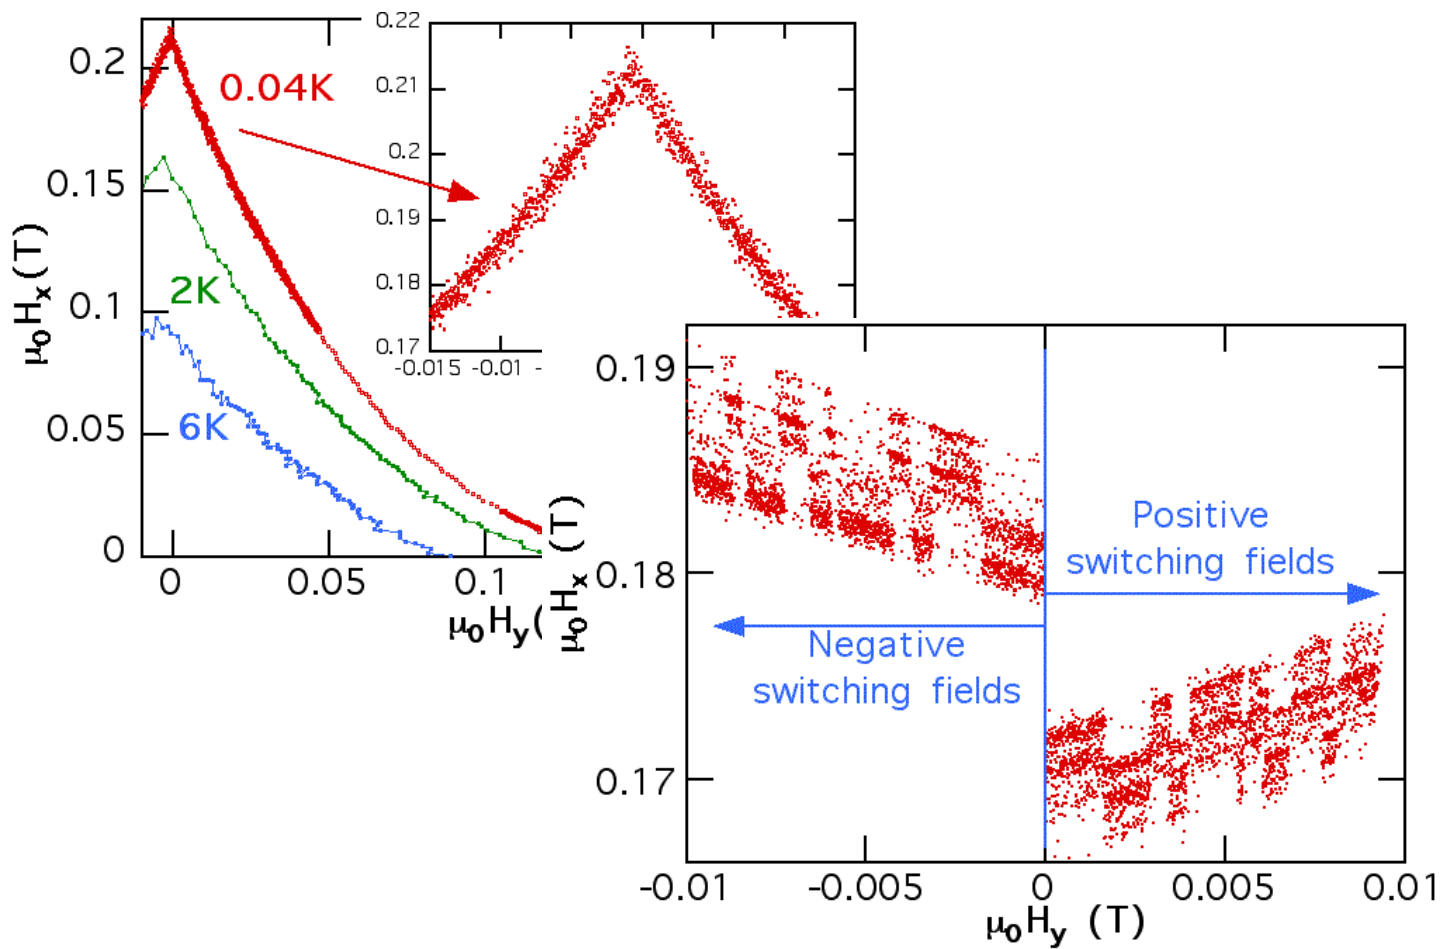 0.22
0.2
0.04K
0.21
0.2
0.15
0.19
μ₀Hₓ(T)
2K
0.18
0.1
0.17
-0.015
-0.01
-
0.19
6K
0.05
Positive
switching fields
0
0.18
0
0.05
0.1
μ₀Hᵧ(
μ₀Hₓ (T)
Negative
switching fields
0.17
-0.01
-0.005
0
0.005
0.01
μ₀Hᵧ (T)